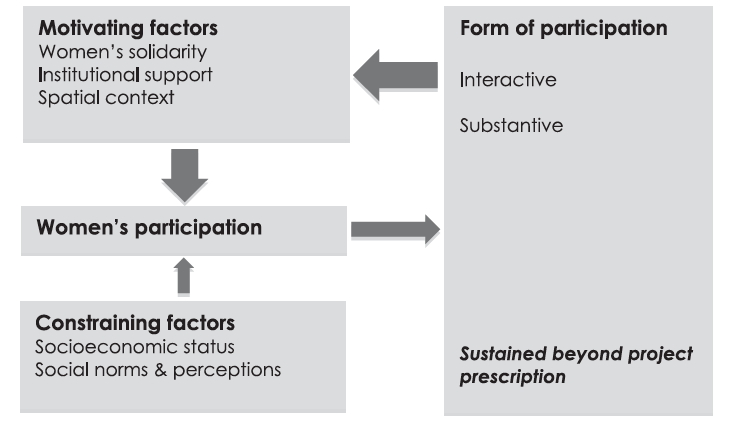 Motivating factors
Women's solidarity
Institutional support
Spatial context
Women's participation
Constraining factors
Socioeconomic status
Social norms & perceptions
Form of participation
Interactive
Substantive
Sustained beyond project
prescription